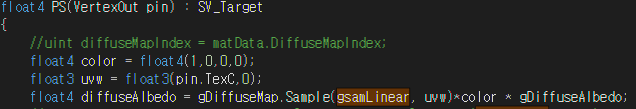 float4 PS(VertexOut pin) : SV_Target
{
//uint diffuseMapIndex = matData.DiffuseMapIndex;
float4 color = float4(1,0,0,0);
float3 uvw = float3(pin.TexC,0);
float4 diffuseAlbedo = gDiffuseMap.Sample(gsamLinear, uvw)*color * gDiffuseAlbedo;